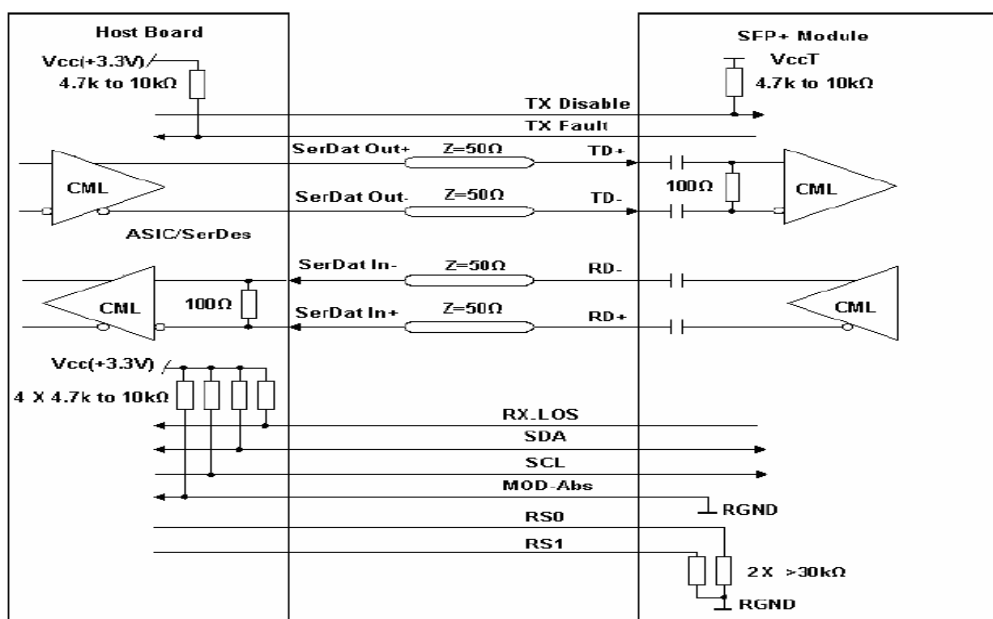 Host Board
SFP+ Module
Vcc(+3.3V)
4.7k to 10kΩ
VccT
4.7k to 10kΩ
TX Disable
TX Fault
SerDat Out+
Z=50Ω
TD+
CML
100Ω
CML
SerDat Out-
Z=50Ω
TD-
ASIC/SerDes
SerDat In-
Z=50Ω
RD-
CML
100Ω
CML
SerDat In+
Z=50Ω
RD+
Vcc(+3.3V)
4 X 4.7k to 10kΩ
RX-LOS
SDA
SCL
MOD-Abs
RGND
RS0
RS1
2X >30kΩ
RGND